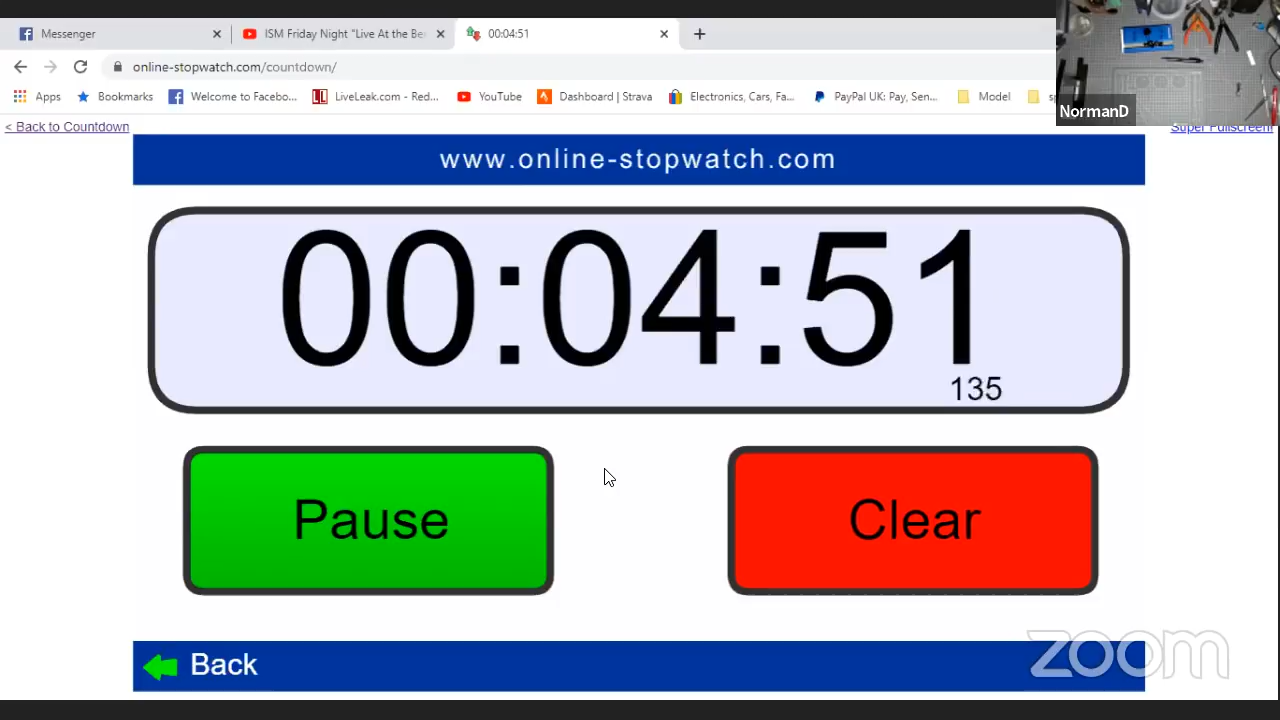 Messenger
ISM Friday Night "Live At the Be
00:04:51
online-stopwatch.com/countdown/
Apps
Bookmarks
Welcome to Facebo...
LiveLeak.com - Red...
YouTube
Dashboard | Strava
Electronics, Cars, Fa...
PayPal UK: Pay, Sen...
Model
NormanD
< Back to Countdown
Super Fullscreen!
www.online-stopwatch.com
00:04:51
135
Pause
Clear
Back
zoom